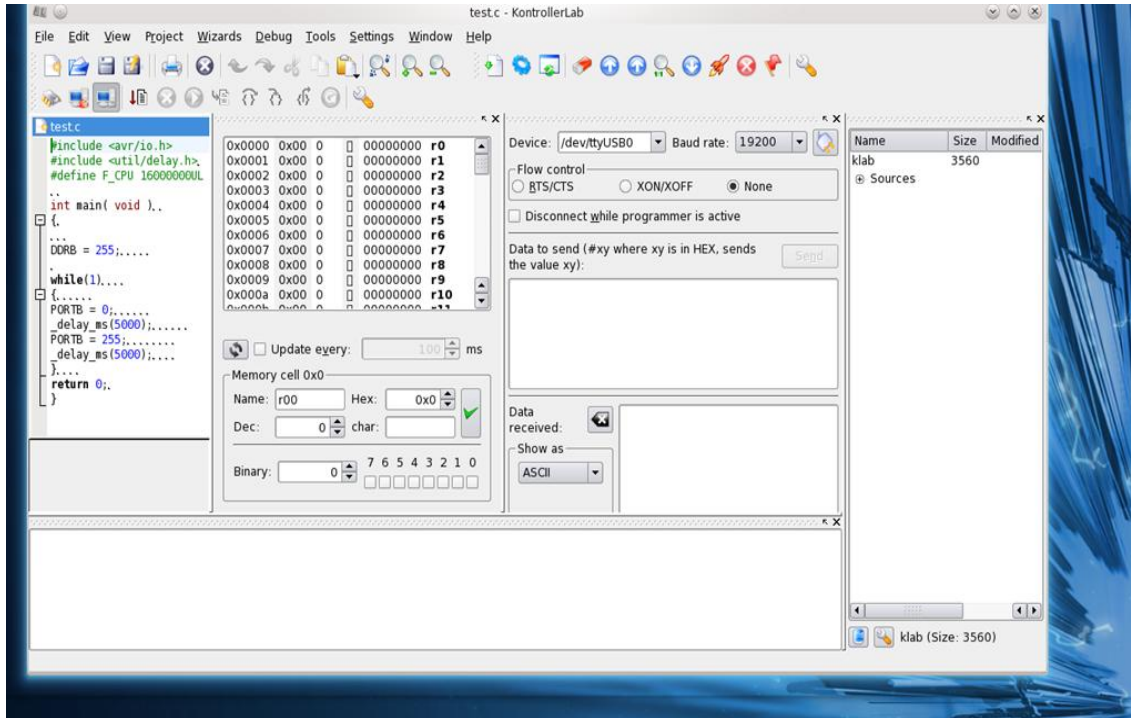 test.c - KontrollerLab
File Edit View Project Wizards Debug Tools Settings Window Help
test.c
#include <avr/io.h>
#include <util/delay.h>.
#define F_CPU 16000000UL
..
int main( void )..
{.
...
DDRB = 255;.....
.
while(1)....
{......
PORTB = 0;.....
_delay_ms(5000);......
PORTB = 255;........
_delay_ms(5000);....
}....
return 0;.
}
0x0000 0x00 0 00000000 r0
0x0001 0x00 0 00000000 r1
0x0002 0x00 0 00000000 r2
0x0003 0x00 0 00000000 r3
0x0004 0x00 0 00000000 r4
0x0005 0x00 0 00000000 r5
0x0006 0x00 0 00000000 r6
0x0007 0x00 0 00000000 r7
0x0008 0x00 0 00000000 r8
0x0009 0x00 0 00000000 r9
0x000a 0x00 0 00000000 r10
0x000b 0x00 0 00000000 r11
Update every: 100 ms
Memory cell 0x0
Name: r00 Hex: 0x0
Dec: 0 char:
Binary: 0 7 6 5 4 3 2 1 0
Device: /dev/ttyUSB0 Baud rate: 19200
Flow control
RTS/CTS XON/XOFF None
Disconnect while programmer is active
Data to send (#xy where xy is in HEX, sends
the value xy):
Send
Data
received:
Show as
ASCII
Name Size Modified
klab 3560
Sources
klab (Size: 3560)